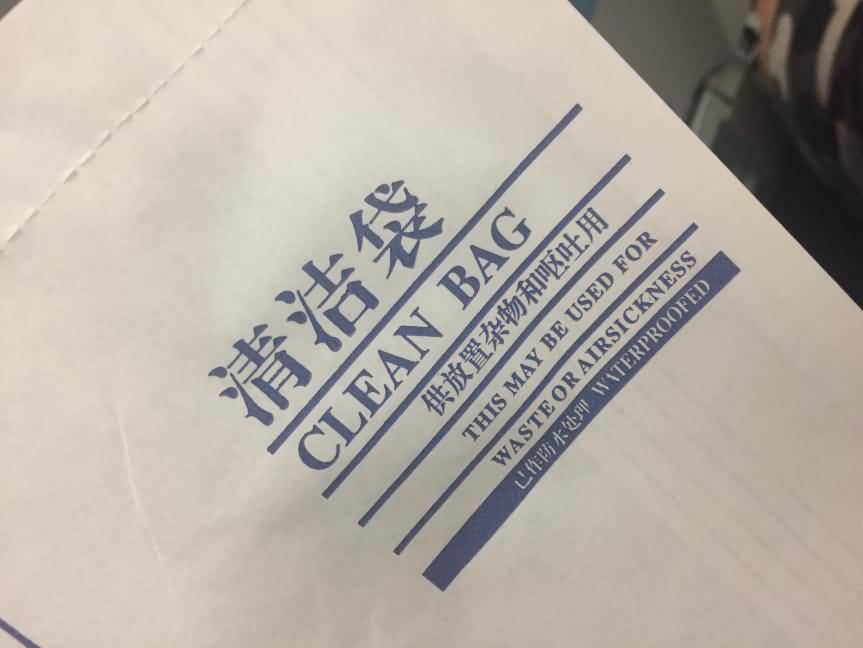 清洁袋
CLEAN BAG
供放置杂物和呕吐用
THIS MAY BE USED FOR
WASTE OR AIRSICKNESS
已作防水处理 WATERPROOFED